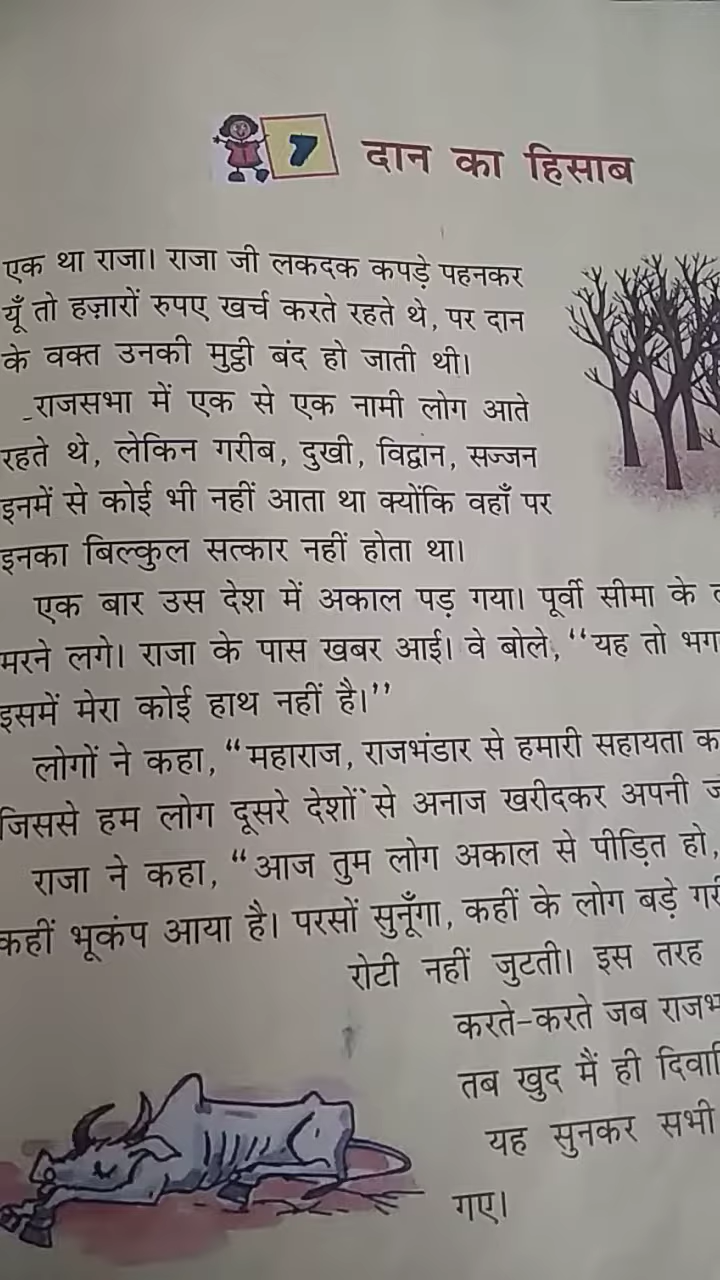 7 दान का हिसाब
एक था राजा। राजा जी लकदक कपड़े पहनकर
यूँ तो हज़ारों रुपए खर्च करते रहते थे, पर दान
के वक्त उनकी मुट्ठी बंद हो जाती थी।
राजसभा में एक से एक नामी लोग आते
रहते थे, लेकिन गरीब, दुखी, विद्वान, सज्जन
इनमें से कोई भी नहीं आता था क्योंकि वहाँ पर
इनका बिल्कुल सत्कार नहीं होता था।
एक बार उस देश में अकाल पड़ गया। पूर्वी सीमा के
मरने लगे। राजा के पास खबर आई। वे बोले, “यह तो भग
इसमें मेरा कोई हाथ नहीं है।”
लोगों ने कहा, “महाराज, राजभंडार से हमारी सहायता क
जिससे हम लोग दूसरे देशों से अनाज खरीदकर अपनी
राजा ने कहा, “आज तुम लोग अकाल से पीड़ित हो,
कहीं भूकंप आया है। परसों सुनूँगा, कहीं के लोग बड़े गरी
रोटी नहीं जुटती। इस तरह
करते-करते जब राजभ
तब खुद मैं ही दिवा
यह सुनकर सभी
गए।